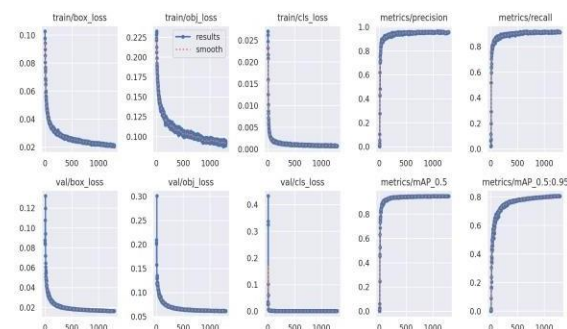 train/box_loss
train/obj_loss
train/cls_loss
metrics/precision
metrics/recall
0.10
0.08
0.06
0.04
0.02
0 500 1000
0.225
0.200
0.175
0.150
0.125
0.100
results
smooth
0 500 1000
0.025
0.020
0.015
0.010
0.005
0.000
0 500 1000
1.0
0.8
0.6
0.4
0.2
0.0
0 500 1000
0.8
0.6
0.4
0.2
0.0
0 500 1000
val/box_loss
val/obj_loss
val/cls_loss
metrics/mAP_0.5
metrics/mAP_0.5:0.95
0.12
0.10
0.08
0.06
0.04
0.02
0 500 1000
0.30
0.25
0.20
0.15
0.10
0.05
0 500 1000
0.4
0.3
0.2
0.1
0.0
0 500 1000
0.8
0.6
0.4
0.2
0.0
0 500 1000
0.8
0.6
0.4
0.2
0.0
0 500 1000